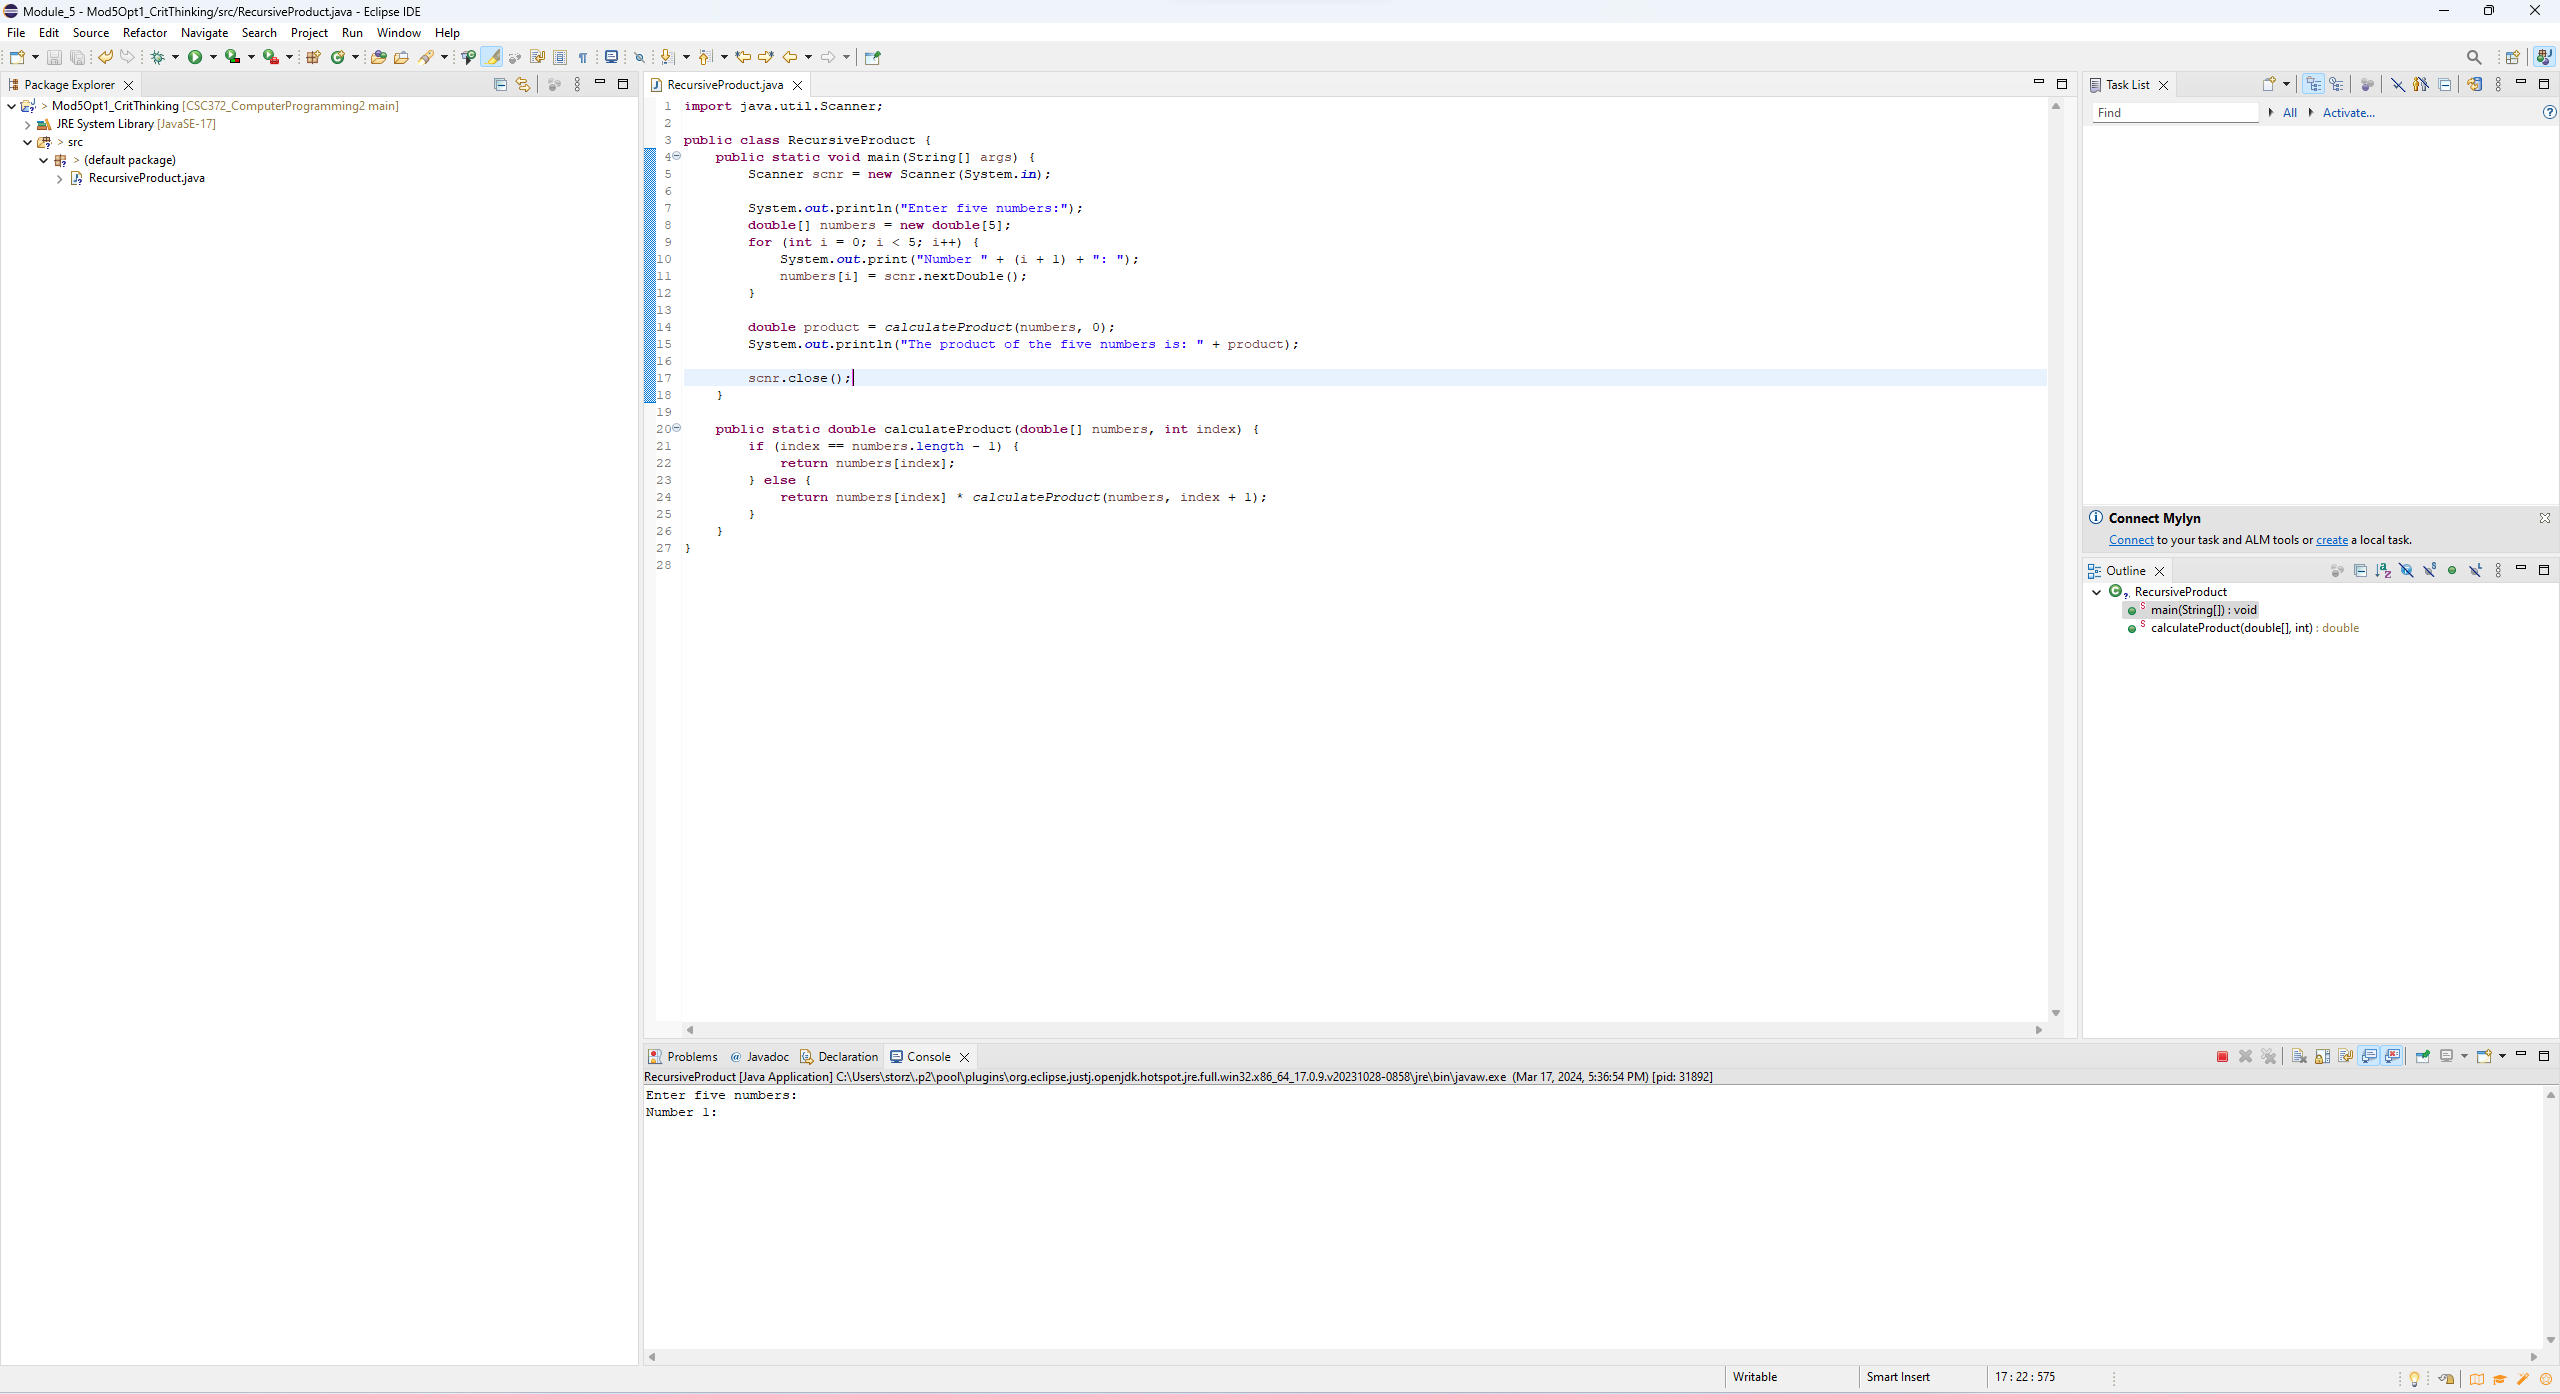 Module_5 - Mod5Opt1_CritThinking/src/RecursiveProduct.java - Eclipse IDE
File Edit Source Refactor Navigate Search Project Run Window Help
Package Explorer
> Mod5Opt1_CritThinking [CSC372_ComputerProgramming2 main]
JRE System Library [JavaSE-17]
> src
> (default package)
RecursiveProduct.java
RecursiveProduct.java
1 import java.util.Scanner;
2
3 public class RecursiveProduct {
4 public static void main(String[] args) {
5 Scanner scnr = new Scanner(System.in);
6
7 System.out.println("Enter five numbers:");
8 double[] numbers = new double[5];
9 for (int i = 0; i < 5; i++) {
10 System.out.print("Number " + (i + 1) + ": ");
11 numbers[i] = scnr.nextDouble();
12 }
13
14 double product = calculateProduct(numbers, 0);
15 System.out.println("The product of the five numbers is: " + product);
16
17 scnr.close();
18 }
19
20 public static double calculateProduct(double[] numbers, int index) {
21 if (index == numbers.length - 1) {
22 return numbers[index];
23 } else {
24 return numbers[index] * calculateProduct(numbers, index + 1);
25 }
26 }
27 }
28
Task List
Find All Activate...
Connect Mylyn
Connect to your task and ALM tools or create a local task.
Outline
RecursiveProduct
main(String[]) : void
calculateProduct(double[], int) : double
Problems Javadoc Declaration Console
RecursiveProduct [Java Application] C:\Users\storz\.p2\pool\plugins\org.eclipse.justj.openjdk.hotspot.jre.full.win32.x86_64_17.0.9.v20231028-0858\jre\bin\javaw.exe (Mar 17, 2024, 5:36:54 PM) [pid: 31892]
Enter five numbers:
Number 1:
Writable Smart Insert 17 : 22 : 575